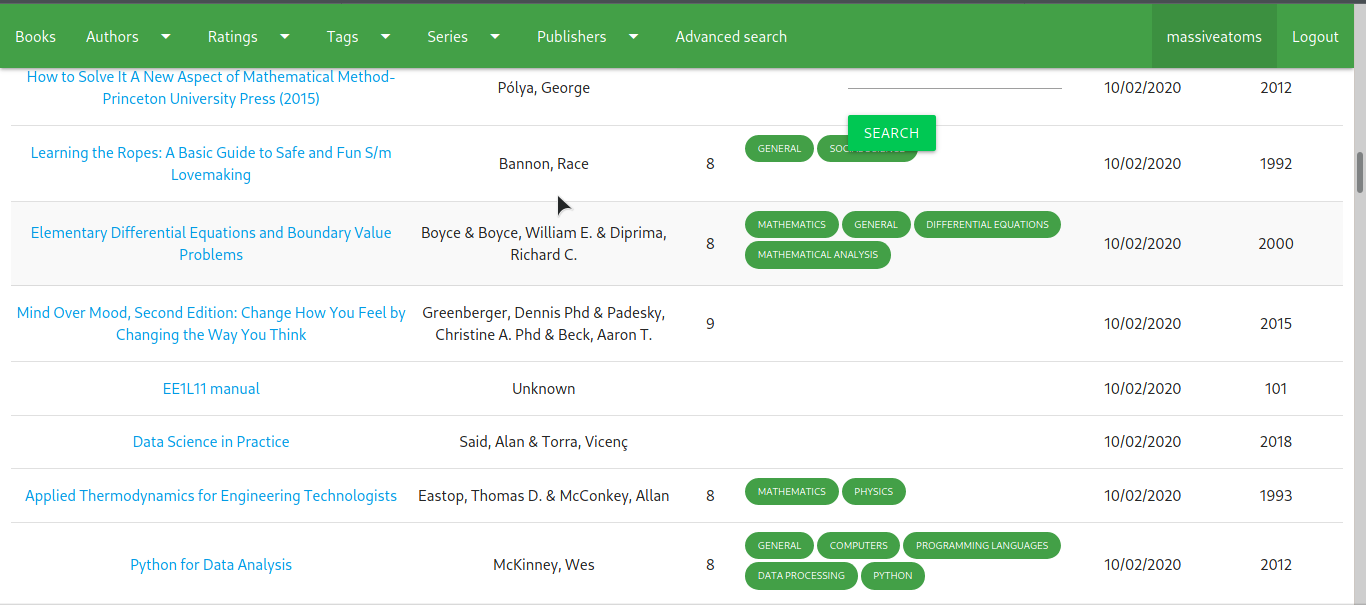 Books Authors Ratings Tags Series Publishers Advanced search massiveatoms Logout
How to Solve It A New Aspect of Mathematical Method-
Princeton University Press (2015)
Pólya, George
10/02/2020
2012
SEARCH
Learning the Ropes: A Basic Guide to Safe and Fun S/m
Lovemaking
Bannon, Race
8
GENERAL
10/02/2020
1992
Elementary Differential Equations and Boundary Value
Problems
Boyce & Boyce, William E. & Diprima,
Richard C.
8
MATHEMATICS GENERAL DIFFERENTIAL EQUATIONS
MATHEMATICAL ANALYSIS
10/02/2020
2000
Mind Over Mood, Second Edition: Change How You Feel by
Changing the Way You Think
Greenberger, Dennis Phd & Padesky,
Christine A. Phd & Beck, Aaron T.
9
10/02/2020
2015
EE1L11 manual
Unknown
10/02/2020
101
Data Science in Practice
Said, Alan & Torra, Vicenç
10/02/2020
2018
Applied Thermodynamics for Engineering Technologists
Eastop, Thomas D. & McConkey, Allan
8
MATHEMATICS PHYSICS
10/02/2020
1993
Python for Data Analysis
McKinney, Wes
8
GENERAL COMPUTERS PROGRAMMING LANGUAGES
DATA PROCESSING PYTHON
10/02/2020
2012